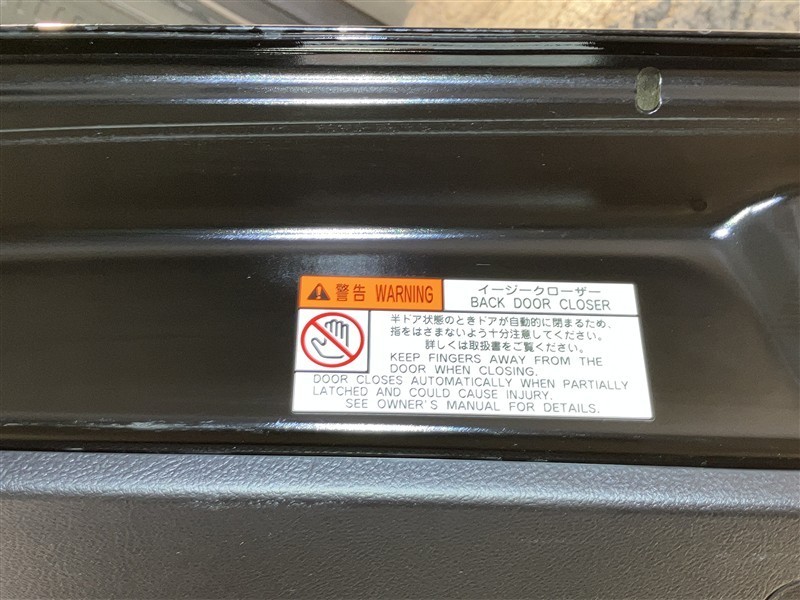 警告 WARNING
イージークローザー
BACK DOOR CLOSER
半ドア状態のときドアが自動的に閉まるため、
指をはさまないよう十分注意してください。
詳しくは取扱書をご覧ください。
KEEP FINGERS AWAY FROM THE
DOOR WHEN CLOSING.
DOOR CLOSES AUTOMATICALLY WHEN PARTIALLY
LATCHED AND COULD CAUSE INJURY.
SEE OWNER'S MANUAL FOR DETAILS.